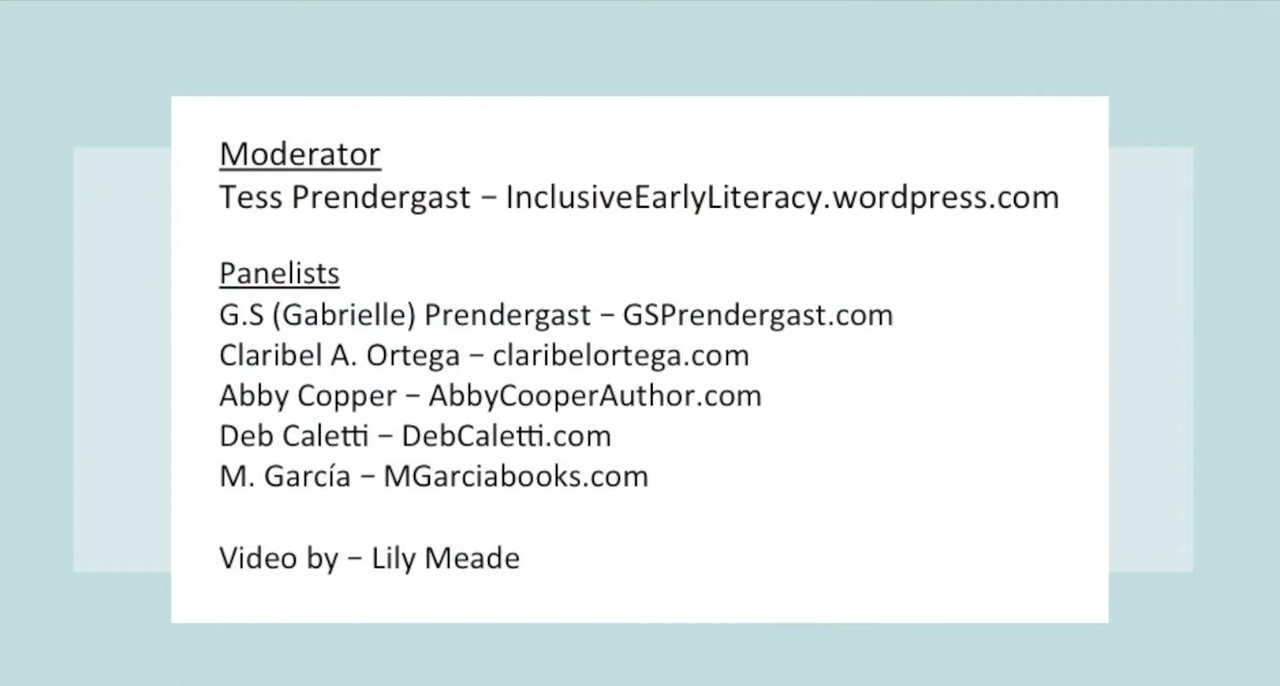 Moderator
Tess Prendergast – InclusiveEarlyLiteracy.wordpress.com
Panelists
G.S (Gabrielle) Prendergast – GSPrendergast.com
Claribel A. Ortega – claribelortega.com
Abby Copper – AbbyCooperAuthor.com
Deb Caletti – DebCaletti.com
M. García – MGarciabooks.com
Video by – Lily Meade